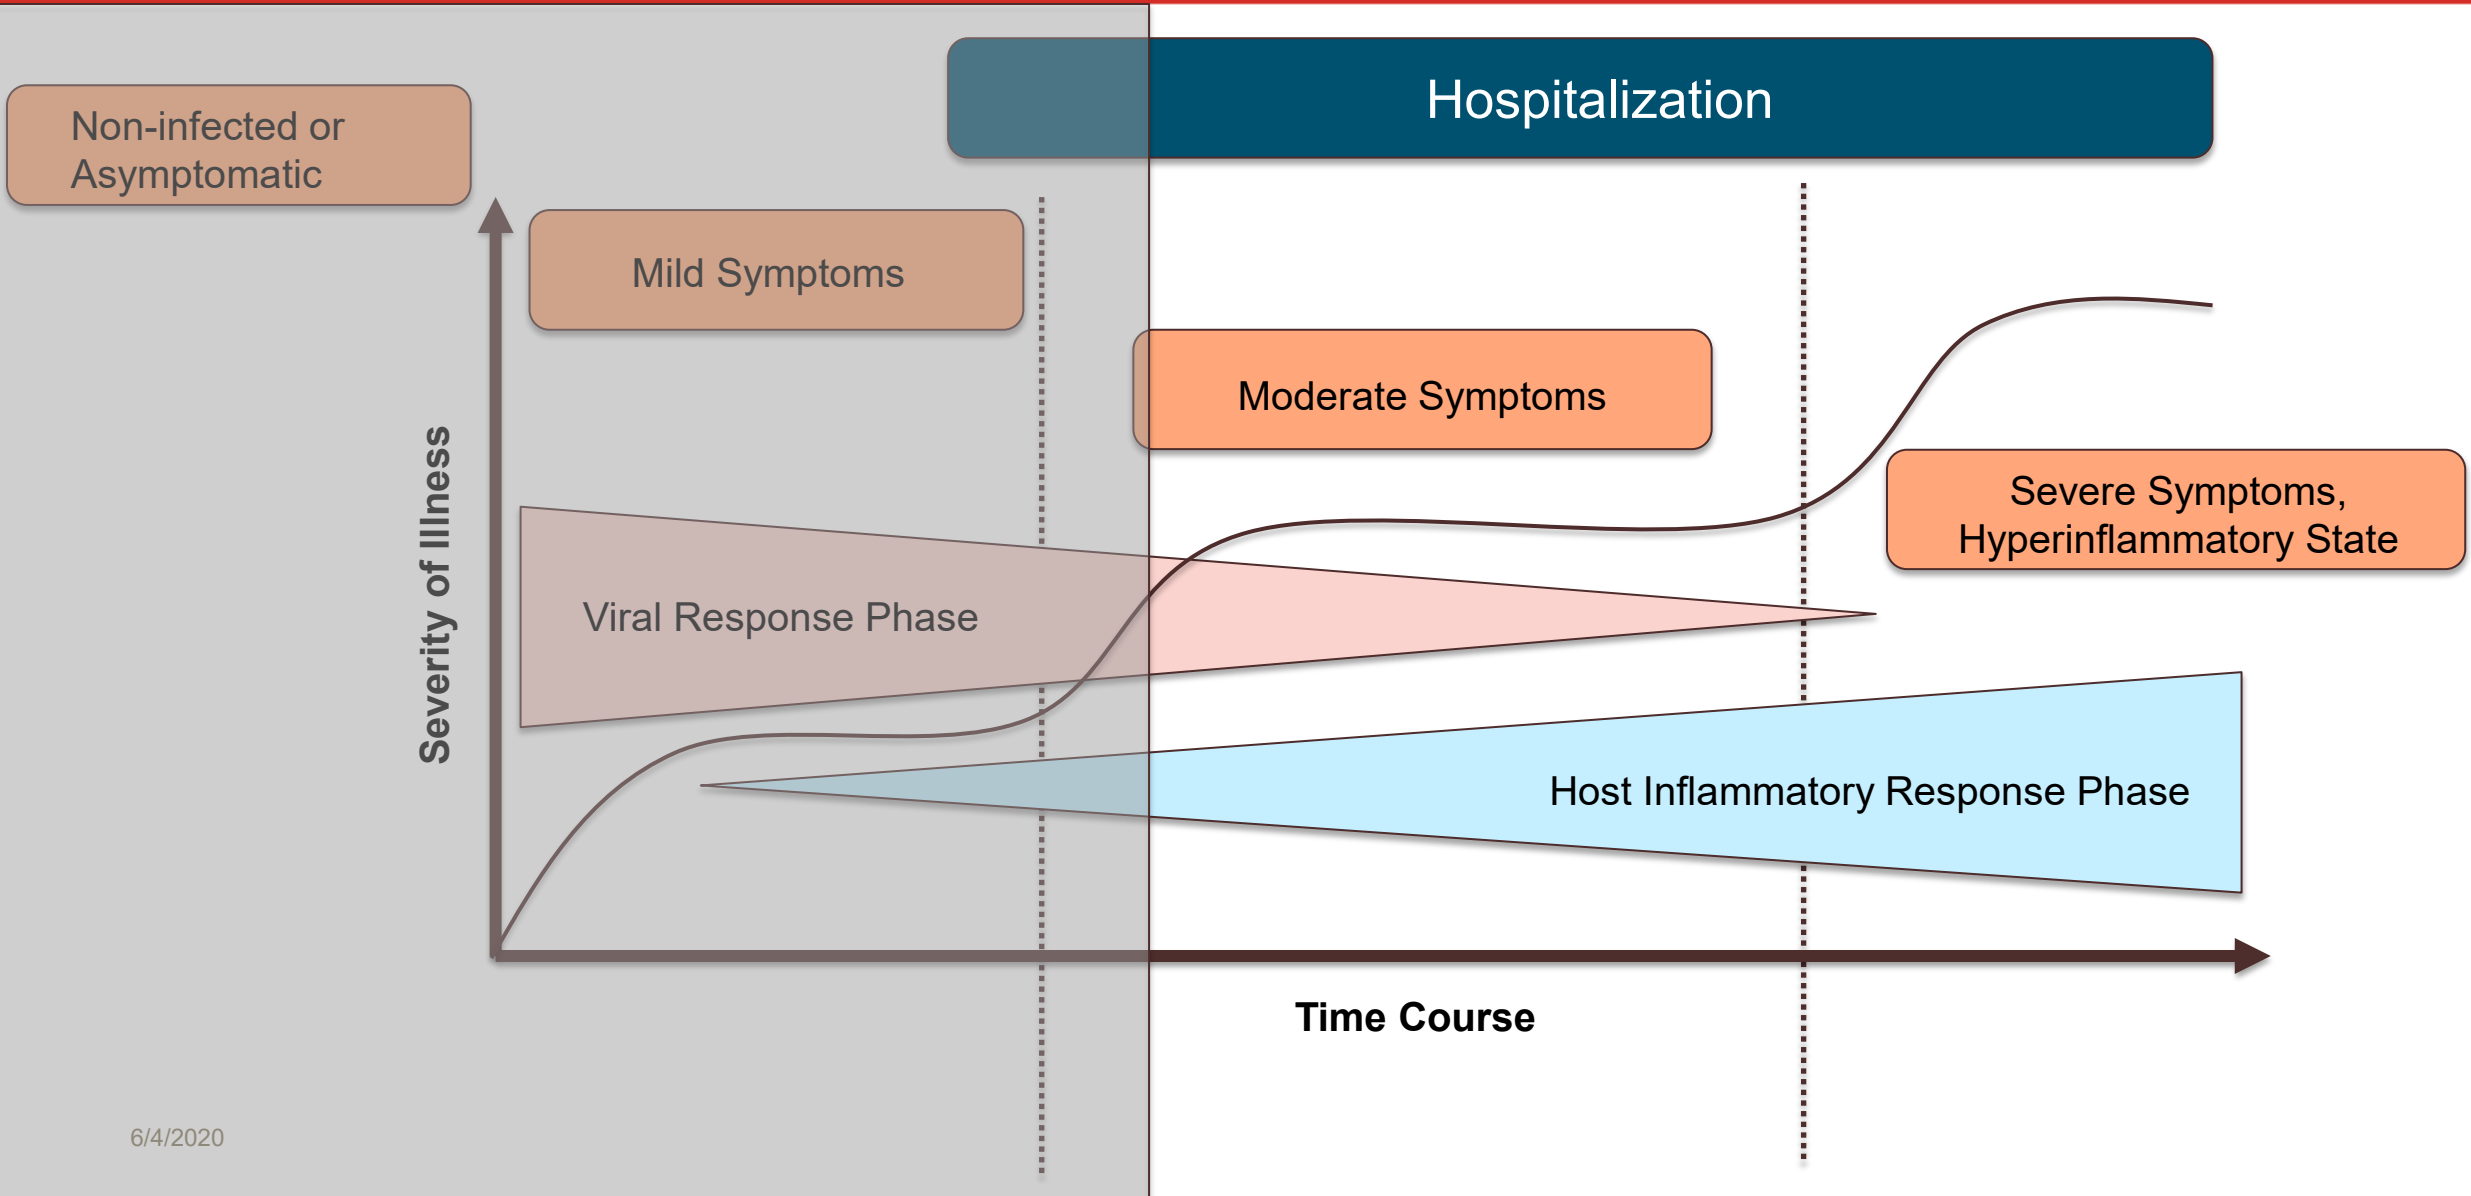 Hospitalization
Non-infected or
Asymptomatic
Mild Symptoms
Moderate Symptoms
Severe Symptoms,
Hyperinflammatory State
Severity of Illness
Viral Response Phase
Host Inflammatory Response Phase
Time Course
6/4/2020